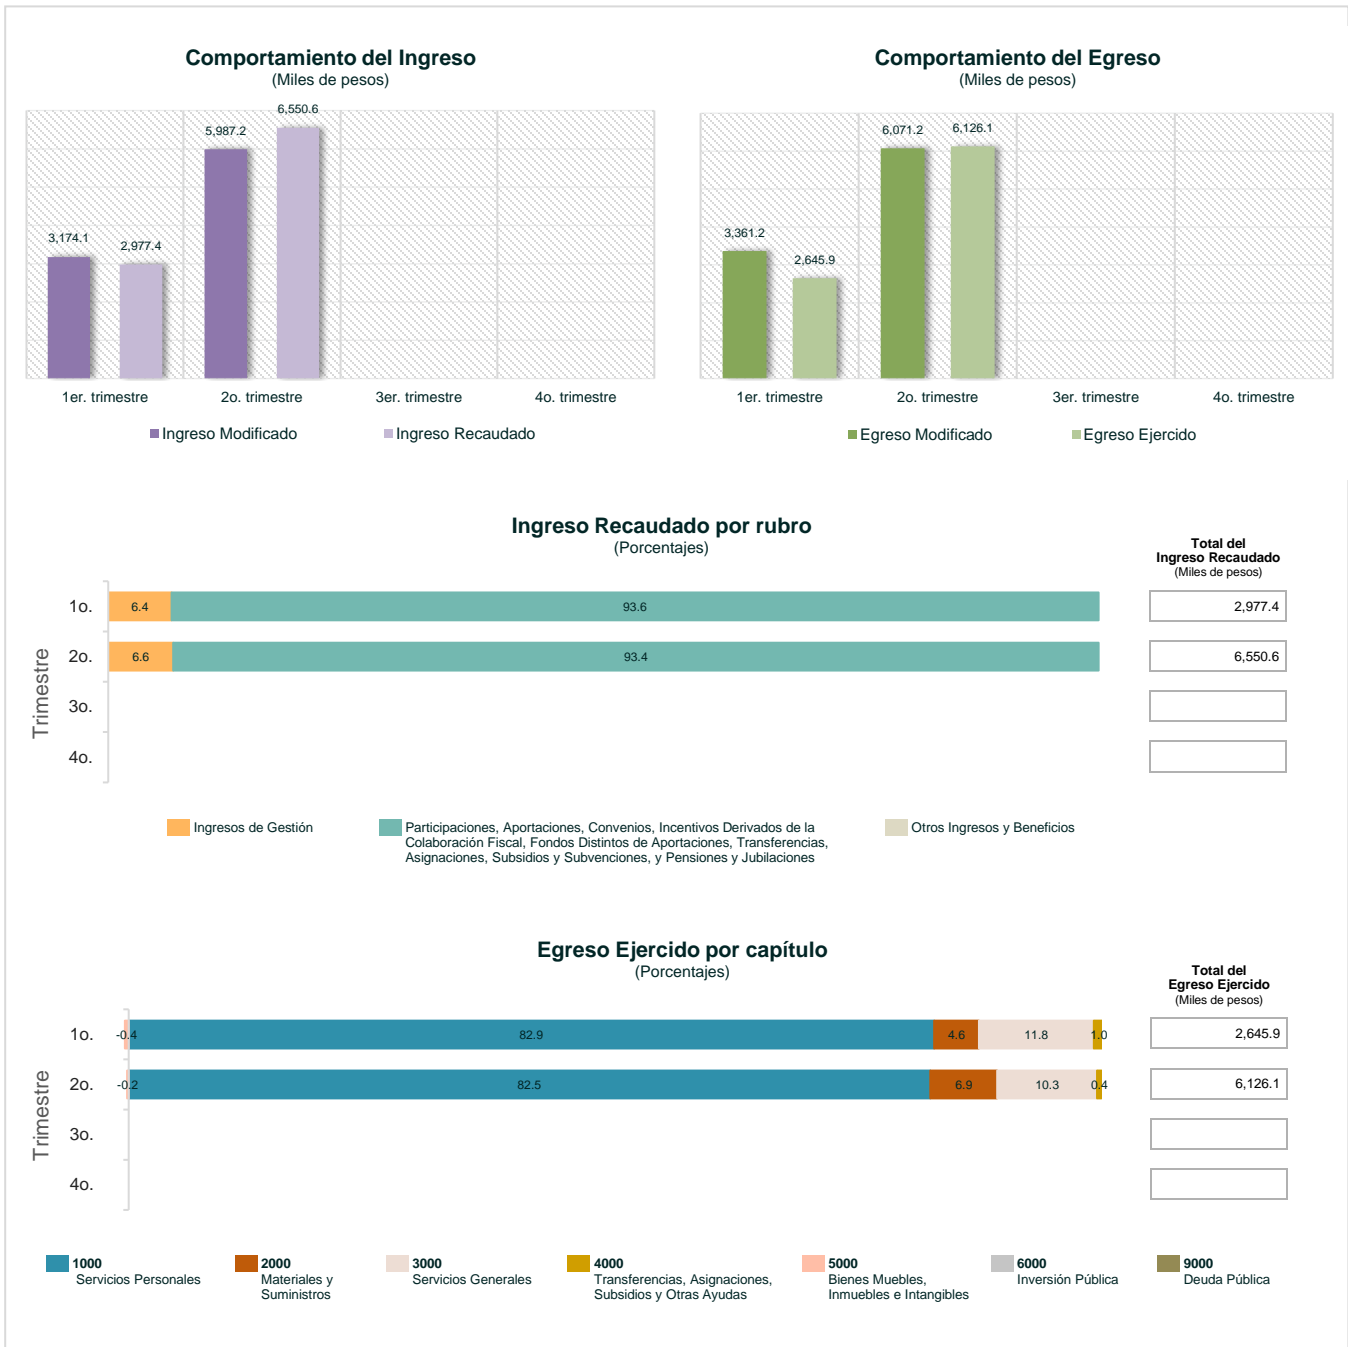 Comportamiento del Ingreso
(Miles de pesos)
6,550.6
5,987.2
3,174.1
2,977.4
1er. trimestre
2o. trimestre
3er. trimestre
4o. trimestre
Ingreso Modificado
Ingreso Recaudado
Comportamiento del Egreso
(Miles de pesos)
6,071.2
6,126.1
3,361.2
2,645.9
1er. trimestre
2o. trimestre
3er. trimestre
4o. trimestre
Egreso Modificado
Egreso Ejercido
Ingreso Recaudado por rubro
(Porcentajes)
Total del
Ingreso Recaudado
(Miles de pesos)
Trimestre
1o.
6.4
93.6
2,977.4
2o.
6.6
93.4
6,550.6
3o.
4o.
Ingresos de Gestión
Participaciones, Aportaciones, Convenios, Incentivos Derivados de la
Colaboración Fiscal, Fondos Distintos de Aportaciones, Transferencias,
Asignaciones, Subsidios y Subvenciones, y Pensiones y Jubilaciones
Otros Ingresos y Beneficios
Egreso Ejercido por capítulo
(Porcentajes)
Total del
Egreso Ejercido
(Miles de pesos)
Trimestre
1o.
-0.4
82.9
4.6
11.8
1.0
2,645.9
2o.
-0.2
82.5
6.9
10.3
0.4
6,126.1
3o.
4o.
1000
Servicios Personales
2000
Materiales y
Suministros
3000
Servicios Generales
4000
Transferencias, Asignaciones,
Subsidios y Otras Ayudas
5000
Bienes Muebles,
Inmuebles e Intangibles
6000
Inversión Pública
9000
Deuda Pública